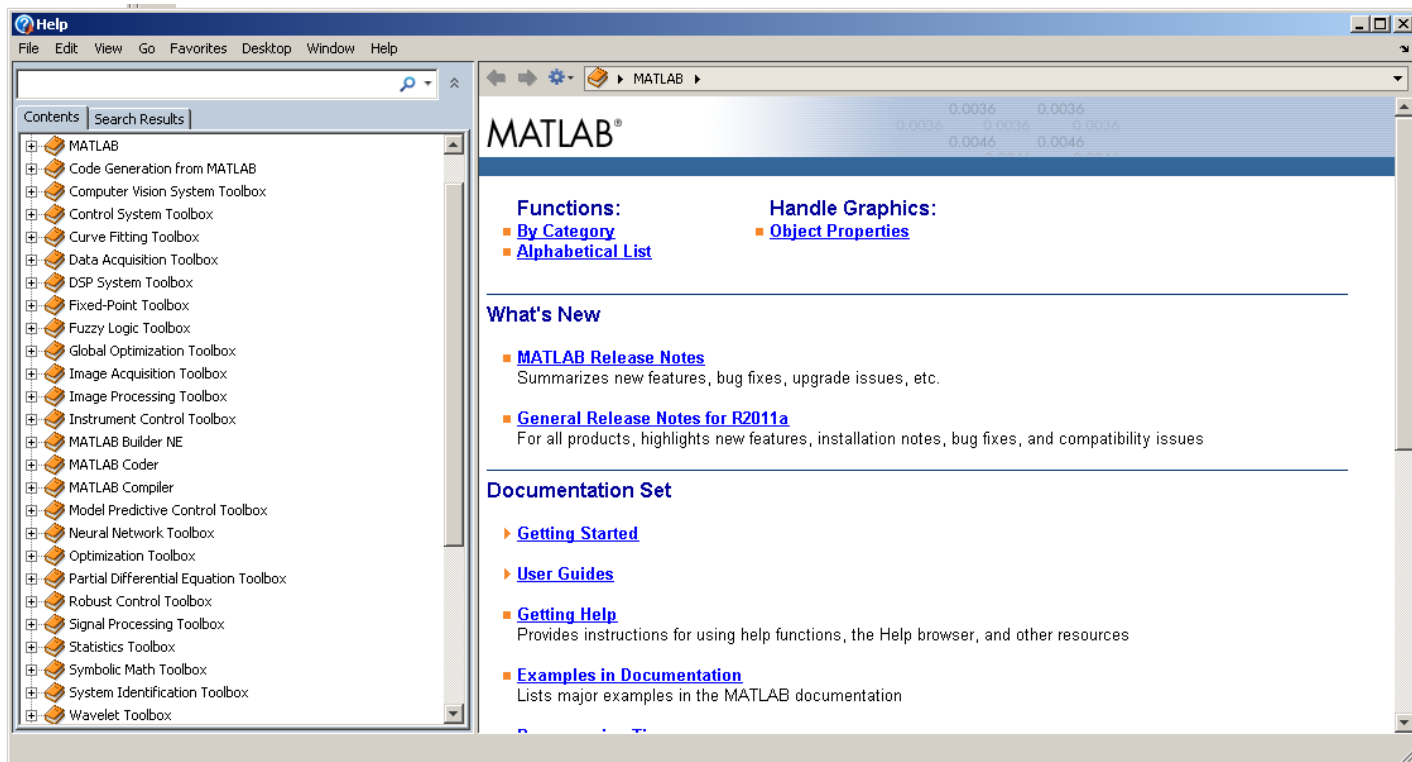 Help
File Edit View Go Favorites Desktop Window Help
MATLAB
Contents Search Results
MATLAB
Code Generation from MATLAB
Computer Vision System Toolbox
Control System Toolbox
Curve Fitting Toolbox
Data Acquisition Toolbox
DSP System Toolbox
Fixed-Point Toolbox
Fuzzy Logic Toolbox
Global Optimization Toolbox
Image Acquisition Toolbox
Image Processing Toolbox
Instrument Control Toolbox
MATLAB Builder NE
MATLAB Coder
MATLAB Compiler
Model Predictive Control Toolbox
Neural Network Toolbox
Optimization Toolbox
Partial Differential Equation Toolbox
Robust Control Toolbox
Signal Processing Toolbox
Statistics Toolbox
Symbolic Math Toolbox
System Identification Toolbox
Wavelet Toolbox
0.0036 0.0036
0.0036 0.0036 0.0036
MATLAB®
0.0046 0.0046
Functions: Handle Graphics:
By Category Object Properties
Alphabetical List
What's New
MATLAB Release Notes
Summarizes new features, bug fixes, upgrade issues, etc.
General Release Notes for R2011a
For all products, highlights new features, installation notes, bug fixes, and compatibility issues
Documentation Set
Getting Started
User Guides
Getting Help
Provides instructions for using help functions, the Help browser, and other resources
Examples in Documentation
Lists major examples in the MATLAB documentation